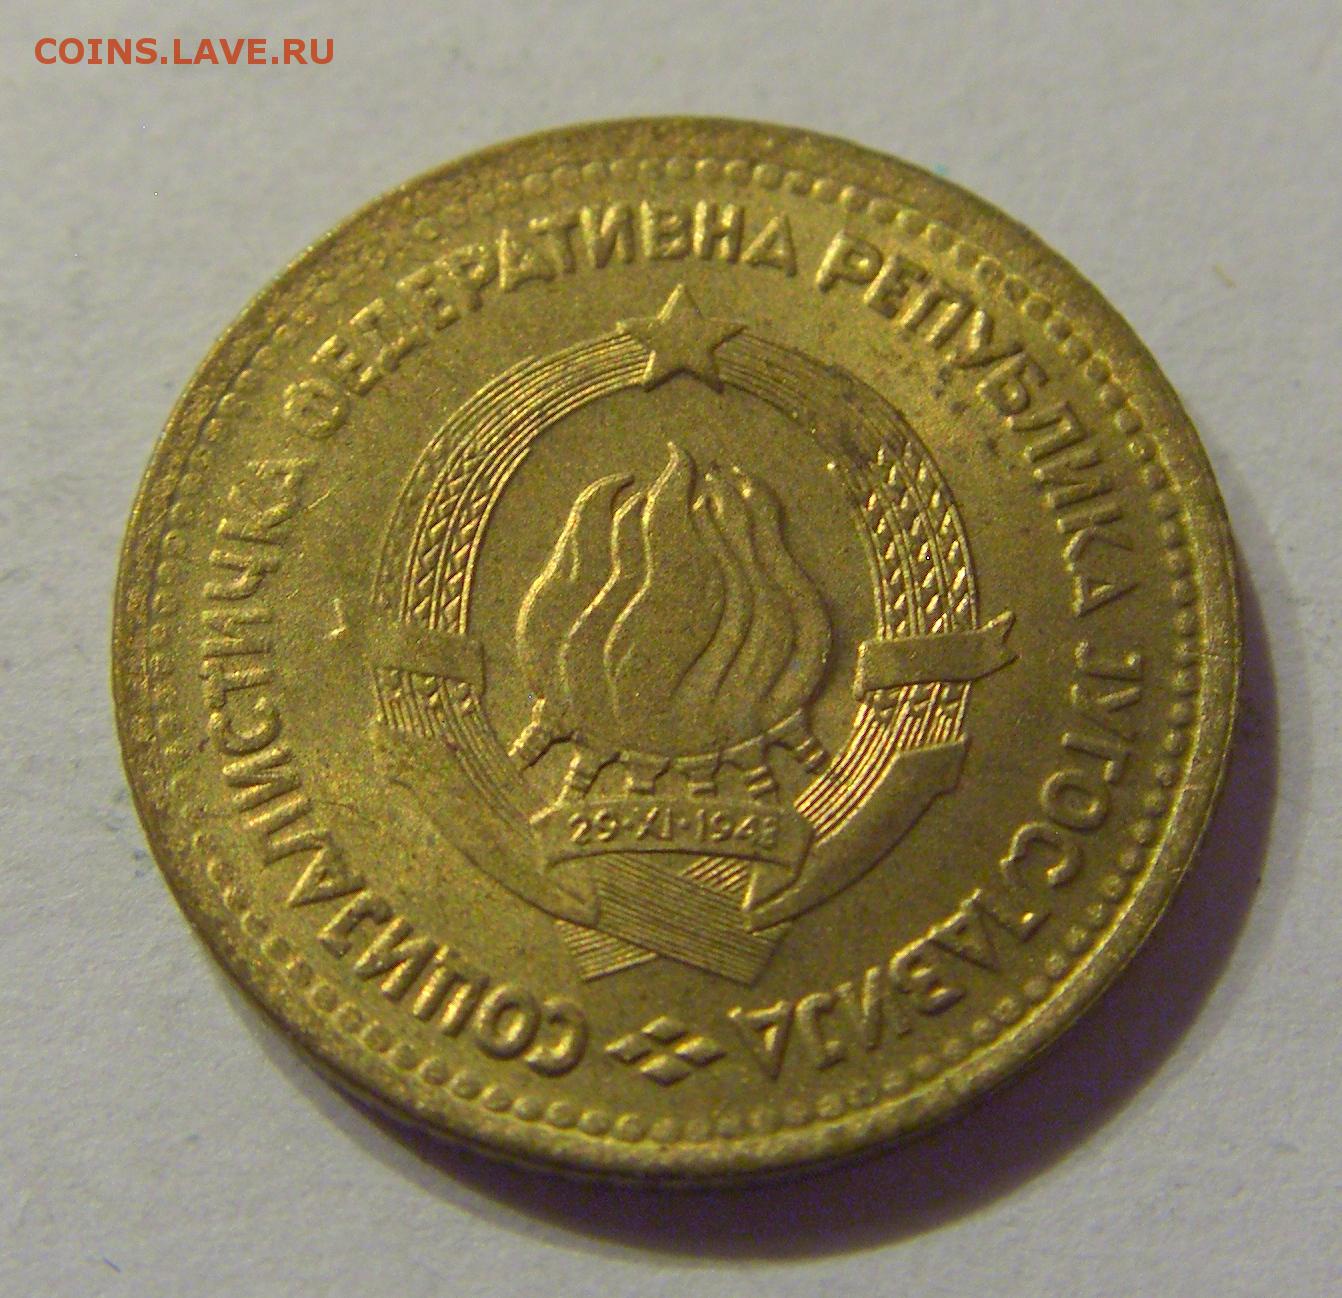 COINS.LAVE.RU
СОЦИЈАЛИСТИЧКА ФЕДЕРАТИВНА РЕПУБЛИКА ЈУГОСЛАВИЈА
29·XI·1943